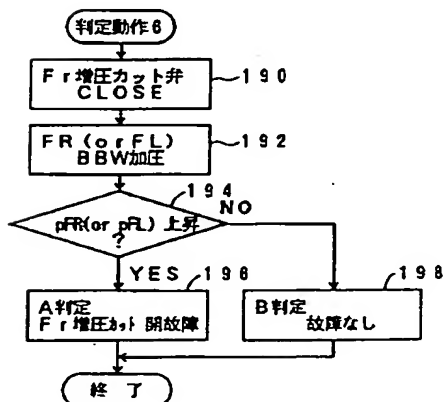 判定動作6
Fr増圧カット弁
CLOSE
190
FR(orFL)
BBW加圧
192
194
pFR(or pFL) 上昇
?
NO
YES
196
198
A判定
Fr増圧カット 開故障
B判定
故障なし
終了